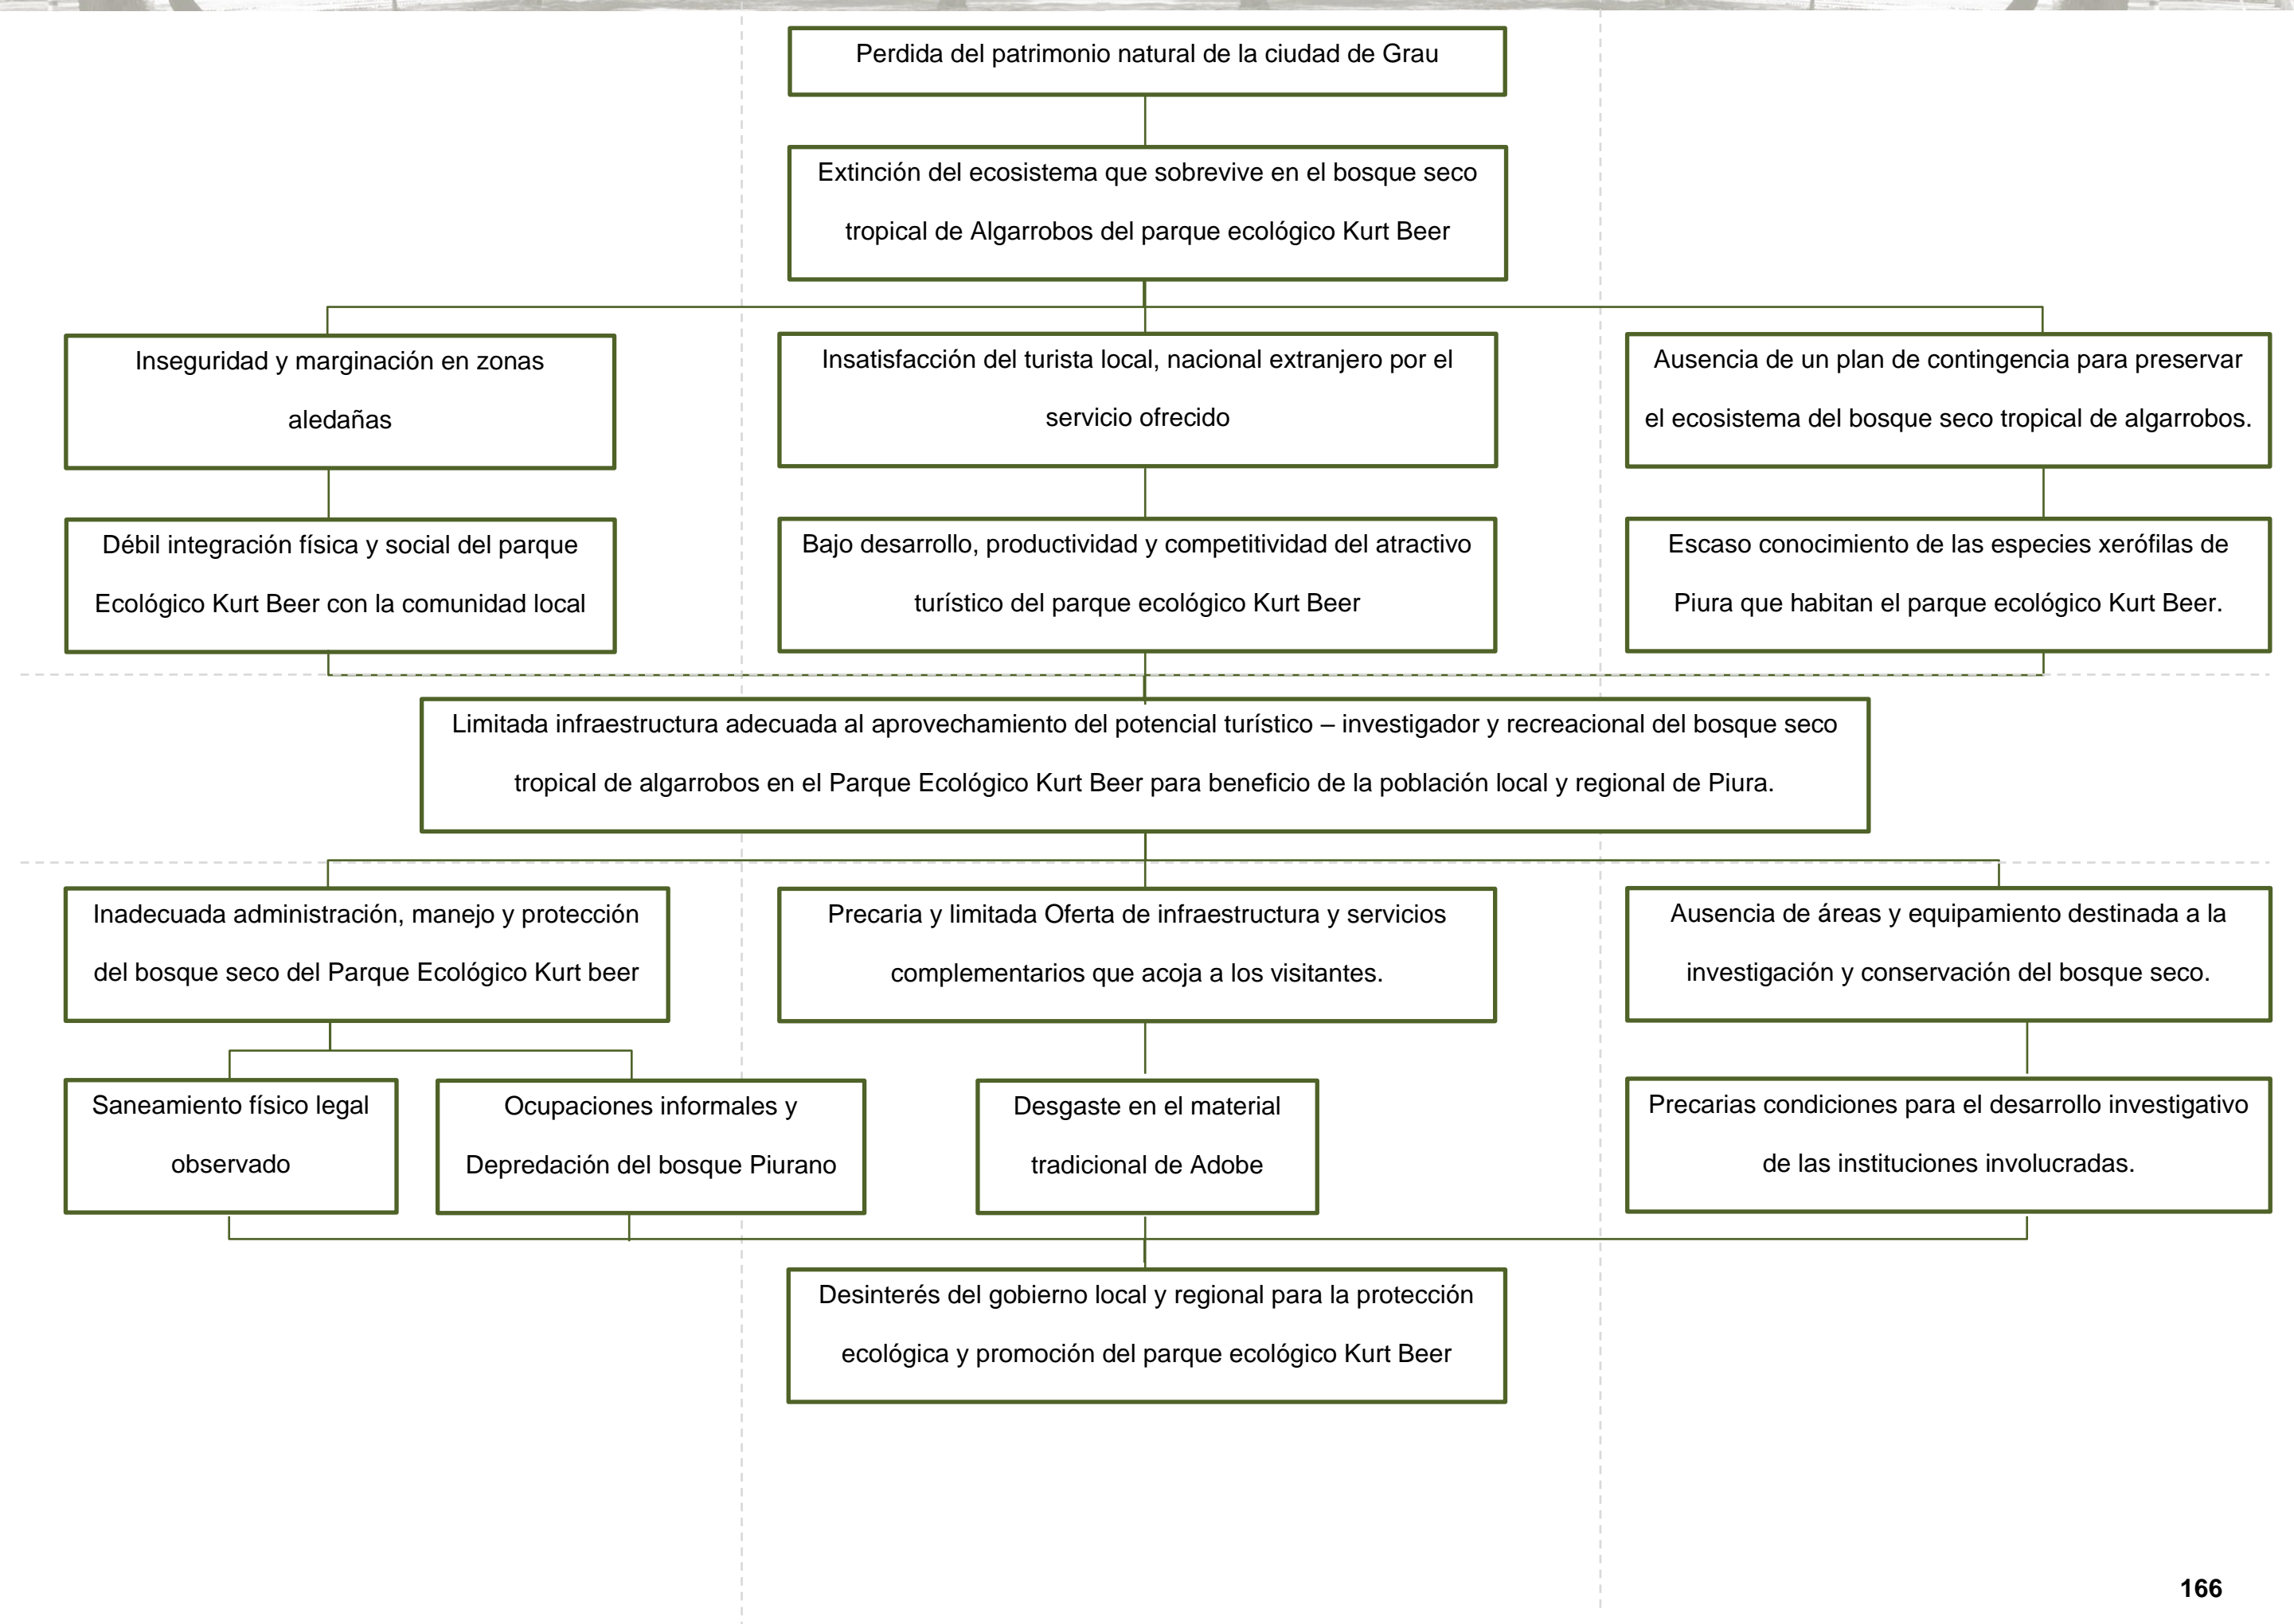 Perdida del patrimonio natural de la ciudad de Grau
Extinción del ecosistema que sobrevive en el bosque seco
tropical de Algarrobos del parque ecológico Kurt Beer
Inseguridad y marginación en zonas
aledañas
Insatisfacción del turista local, nacional extranjero por el
servicio ofrecido
Ausencia de un plan de contingencia para preservar
el ecosistema del bosque seco tropical de algarrobos.
Débil integración física y social del parque
Ecológico Kurt Beer con la comunidad local
Bajo desarrollo, productividad y competitividad del atractivo
turístico del parque ecológico Kurt Beer
Escaso conocimiento de las especies xerófilas de
Piura que habitan el parque ecológico Kurt Beer.
Limitada infraestructura adecuada al aprovechamiento del potencial turístico – investigador y recreacional del bosque seco
tropical de algarrobos en el Parque Ecológico Kurt Beer para beneficio de la población local y regional de Piura.
Inadecuada administración, manejo y protección
del bosque seco del Parque Ecológico Kurt beer
Precaria y limitada Oferta de infraestructura y servicios
complementarios que acoja a los visitantes.
Ausencia de áreas y equipamiento destinada a la
investigación y conservación del bosque seco.
Saneamiento físico legal
observado
Ocupaciones informales y
Depredación del bosque Piurano
Desgaste en el material
tradicional de Adobe
Precarias condiciones para el desarrollo investigativo
de las instituciones involucradas.
Desinterés del gobierno local y regional para la protección
ecológica y promoción del parque ecológico Kurt Beer
166